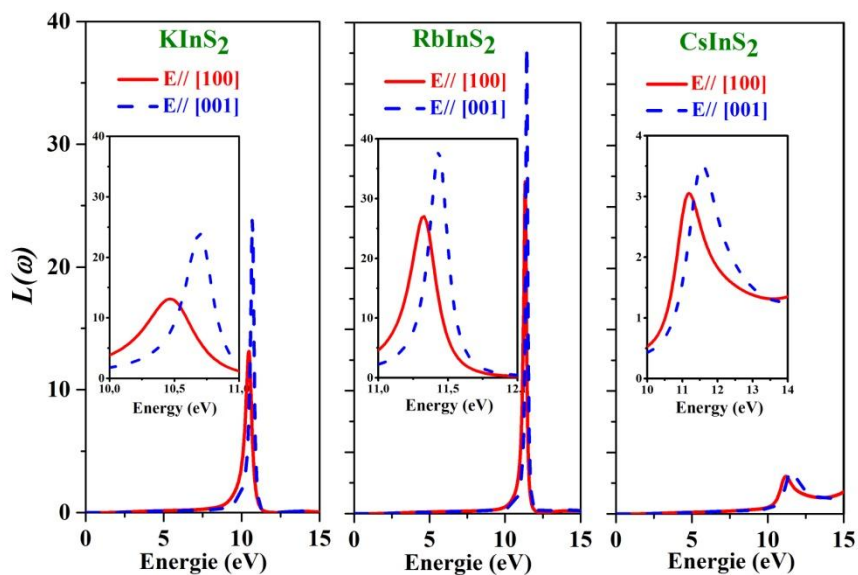 L(ω)
40
30
20
10
0
KInS2
E// [100]
E// [001]
40
30
20
10
0
10,0 10,5 11,0
Energy (eV)
0 5 10 15
Energie (eV)
RbInS2
E// [100]
E// [001]
40
30
20
10
0
11,0 11,5 12
Energy (eV)
0 5 10 15
Energie (eV)
CsInS2
E// [100]
E// [001]
4
3
2
1
0
10 11 12 13 14
Energy (eV)
0 5 10 15
Energie (eV)